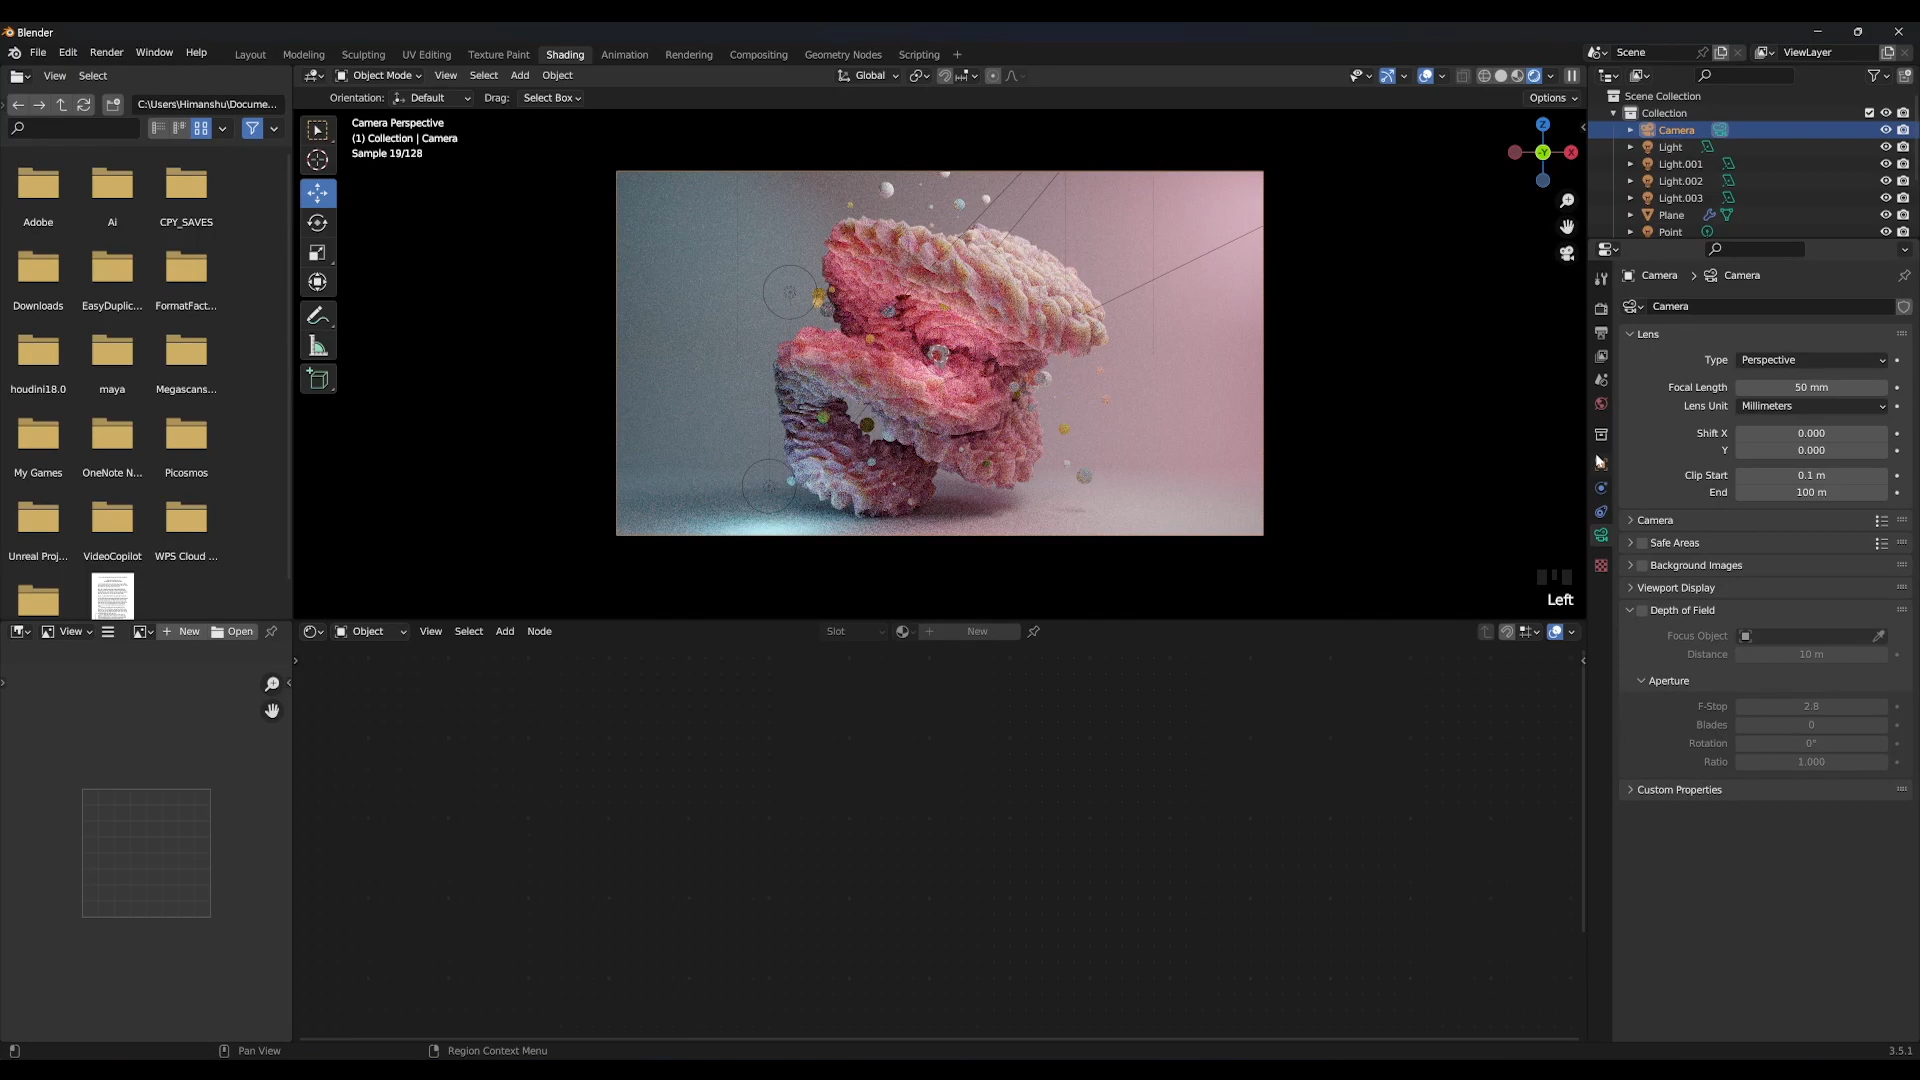 Blender
File Edit Render Window Help
Layout Modeling Sculpting UV Editing Texture Paint Shading Animation Rendering Compositing Geometry Nodes Scripting +
Scene ViewLayer
View Select
Object Mode View Select Add Object Global
Orientation: Default Drag: Select Box Options
C:\Users\Himanshu\Docume...
Camera Perspective
(1) Collection | Camera
Sample 19/128
Z
-Y X
Adobe Ai CPY_SAVES
Downloads EasyDuplic... FormatFact...
houdini18.0 maya Megascans...
My Games OneNote N... Picosmos
Unreal Proj... VideoCopilot WPS Cloud ...
Left
Scene Collection
Collection
Camera
Light
Light.001
Light.002
Light.003
Plane
Point
Camera > Camera
Camera
Lens
Type Perspective
Focal Length 50 mm
Lens Unit Millimeters
Shift X 0.000
Y 0.000
Clip Start 0.1 m
End 100 m
Camera
Safe Areas
Background Images
Viewport Display
Depth of Field
Focus Object
Distance 10 m
Aperture
F-Stop 2.8
Blades 0
Rotation 0°
Ratio 1.000
Custom Properties
View New Open
Object View Select Add Node Slot New
Pan View Region Context Menu 3.5.1